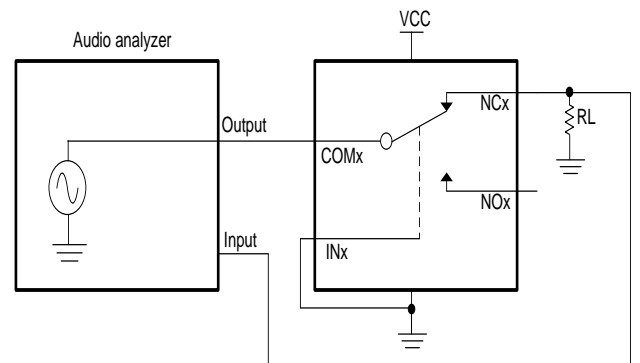 VCC
Audio analyzer
NCx
RL
Output
COMx
NOx
Input
INx